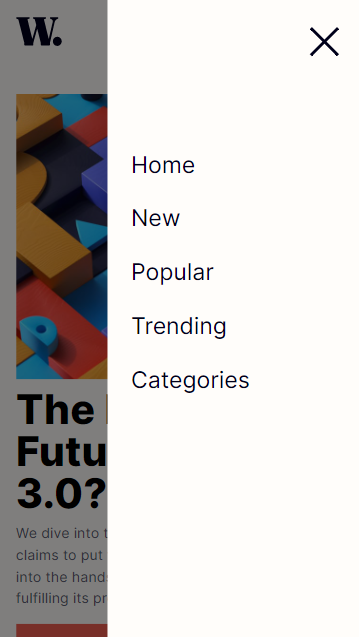 W.
Home
New
Popular
Trending
Categories
The
Futu
3.0?
We dive into t
claims to put
into the hand
fulfilling its pr